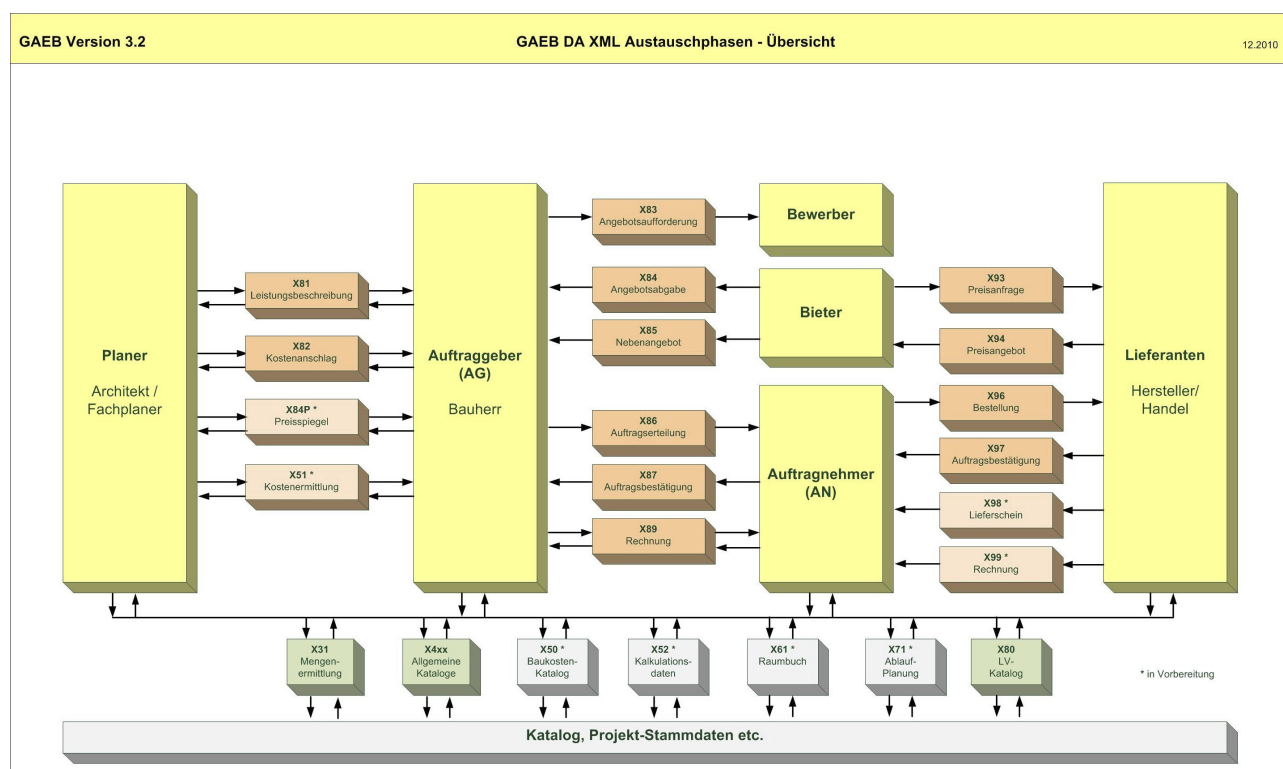 GAEB Version 3.2
GAEB DA XML Austauschphasen - Übersicht
12.2010
Planer
Architekt /
Fachplaner
X81
Leistungsbeschreibung
X82
Kostenanschlag
X84P *
Preisspiegel
X51 *
Kostenermittlung
Auftraggeber
(AG)
Bauherr
X83
Angebotsaufforderung
X84
Angebotsabgabe
X85
Nebenangebot
X86
Auftragserteilung
X87
Auftragsbestätigung
X89
Rechnung
Bewerber
Bieter
Auftragnehmer
(AN)
X93
Preisanfrage
X94
Preisangebot
X96
Bestellung
X97
Auftragsbestätigung
X98 *
Lieferschein
X99 *
Rechnung
Lieferanten
Hersteller/
Handel
X31
Mengen-
ermittlung
X4xx
Allgemeine
Kataloge
X50 *
Baukosten-
Katalog
X52 *
Kalkulations-
daten
X61 *
Raumbuch
X71 *
Ablauf-
Planung
X80
LV-
Katalog
* in Vorbereitung
Katalog, Projekt-Stammdaten etc.